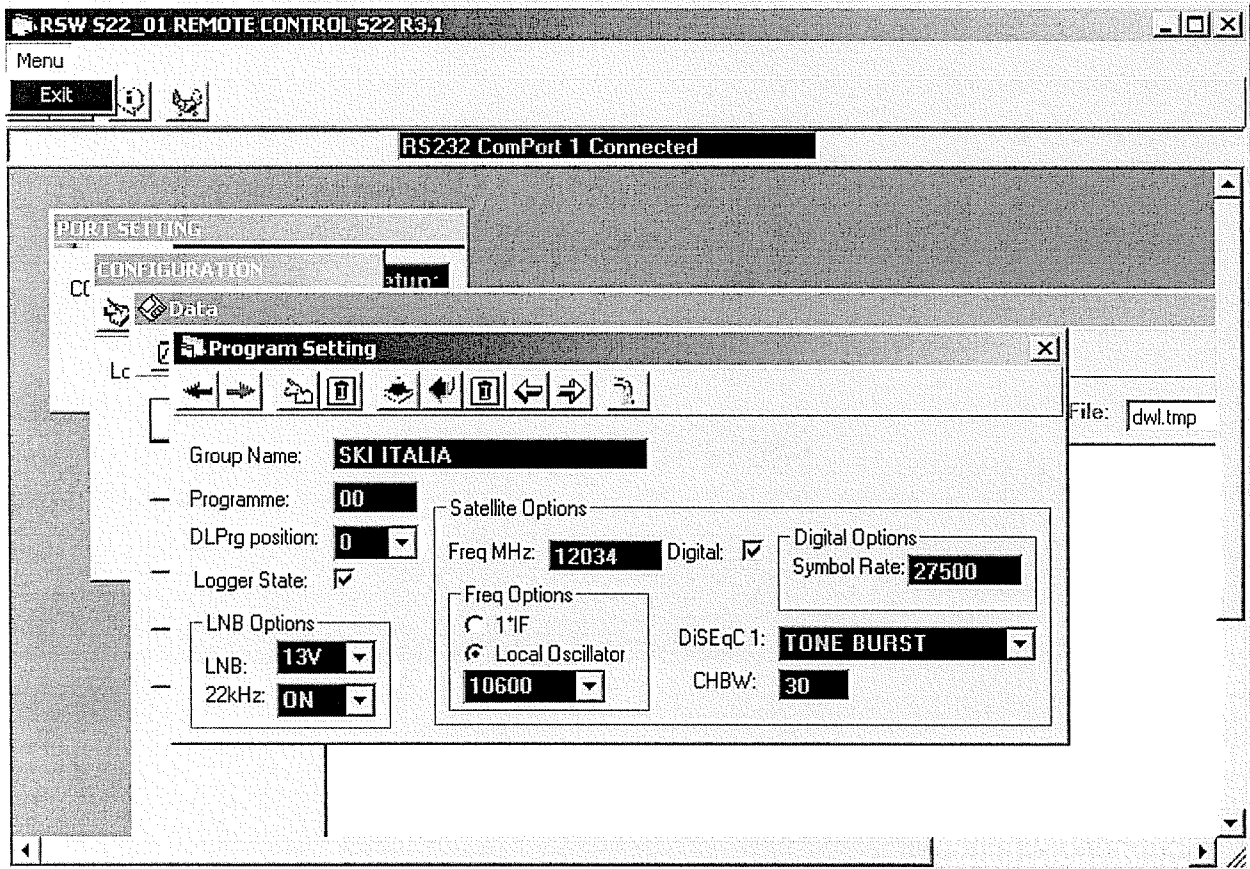 RSW S22_01 REMOTE CONTROL S22 R3.1
Menu
Exit
RS232 ComPort 1 Connected
PORT SETTING
CONFIGURATION
Data
Program Setting
File: dwl.tmp
Group Name: SKI ITALIA
Programme: 00
DLPrg position: 0
Logger State:
LNB Options
LNB: 13V
22kHz: ON
Satellite Options
Freq MHz: 12034 Digital:
Freq Options
1*IF
Local Oscillator
10600
Digital Options
Symbol Rate: 27500
DiSEqC 1: TONE BURST
CHBW: 30